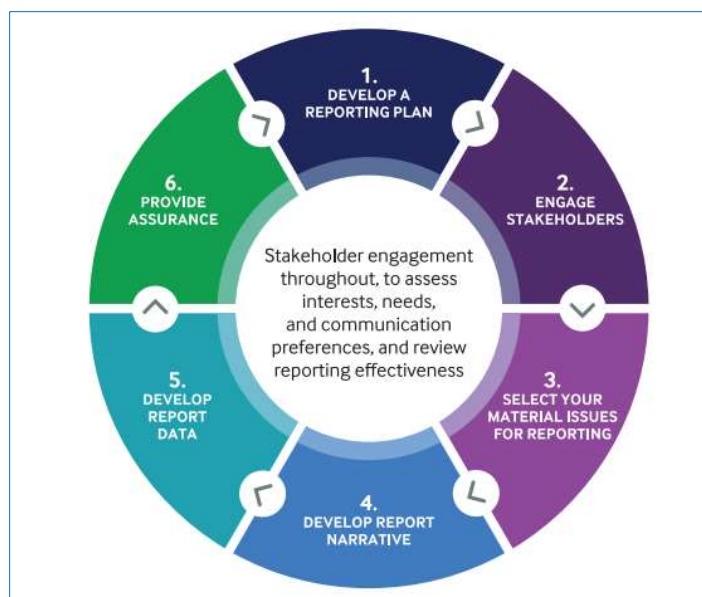 1.
DEVELOP A
REPORTING PLAN
2.
ENGAGE
STAKEHOLDERS
3.
SELECT YOUR
MATERIAL ISSUES
FOR REPORTING
4.
DEVELOP REPORT
NARRATIVE
5.
DEVELOP
REPORT
DATA
6.
PROVIDE
ASSURANCE
Stakeholder engagement
throughout, to assess
interests, needs,
and communication
preferences, and review
reporting effectiveness